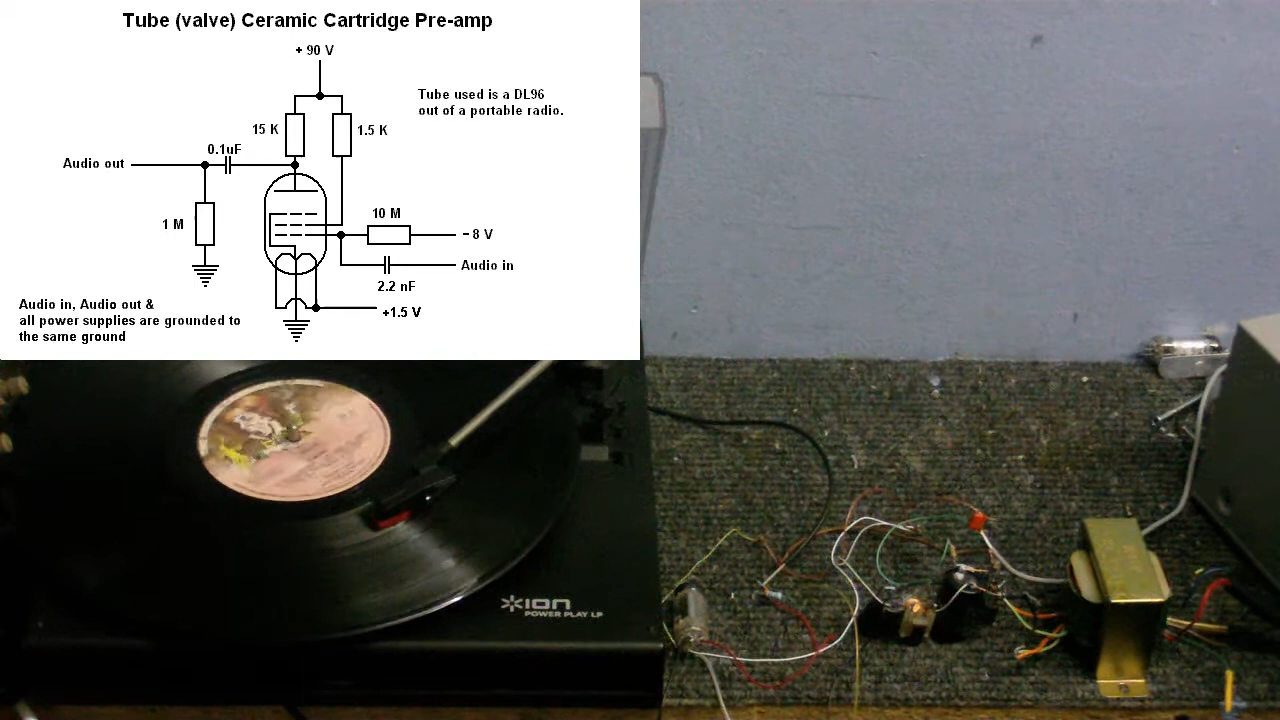 Tube (valve) Ceramic Cartridge Pre-amp
+ 90 V
Tube used is a DL96
out of a portable radio.
15 K
1.5 K
0.1uF
Audio out
1 M
10 M
- 8 V
Audio in
2.2 nF
+1.5 V
Audio in, Audio out &
all power supplies are grounded to
the same ground
ION
POWER PLAY LP